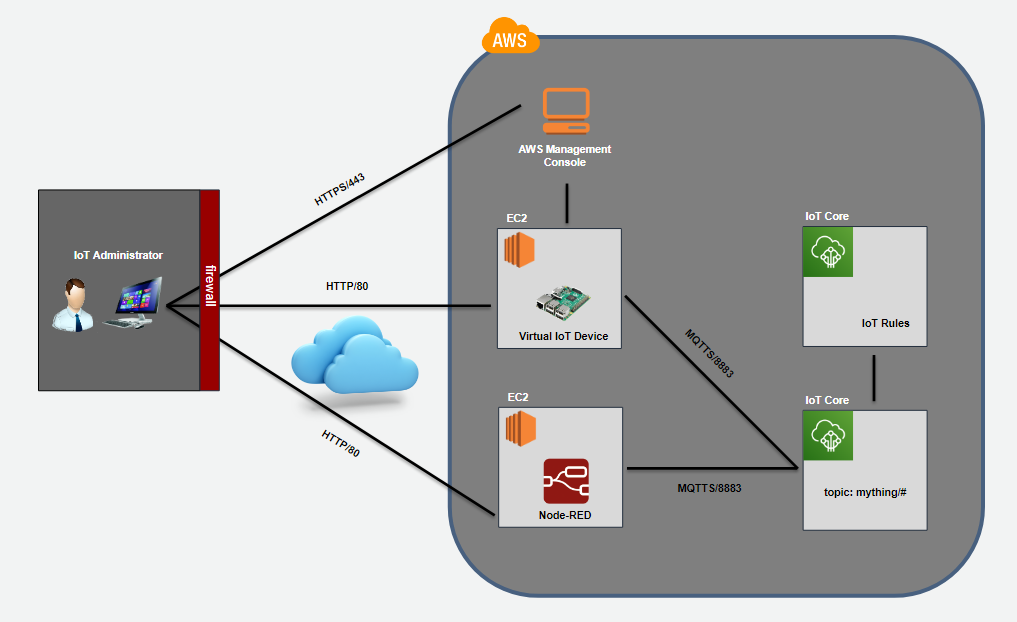 AWS
AWS Management
Console
HTTPS/443
EC2
IoT Core
IoT Administrator
firewall
HTTP/80
Virtual IoT Device
IoT Rules
MQTTS/8883
EC2
IoT Core
HTTP/80
MQTTS/8883
topic: mything/#
Node-RED